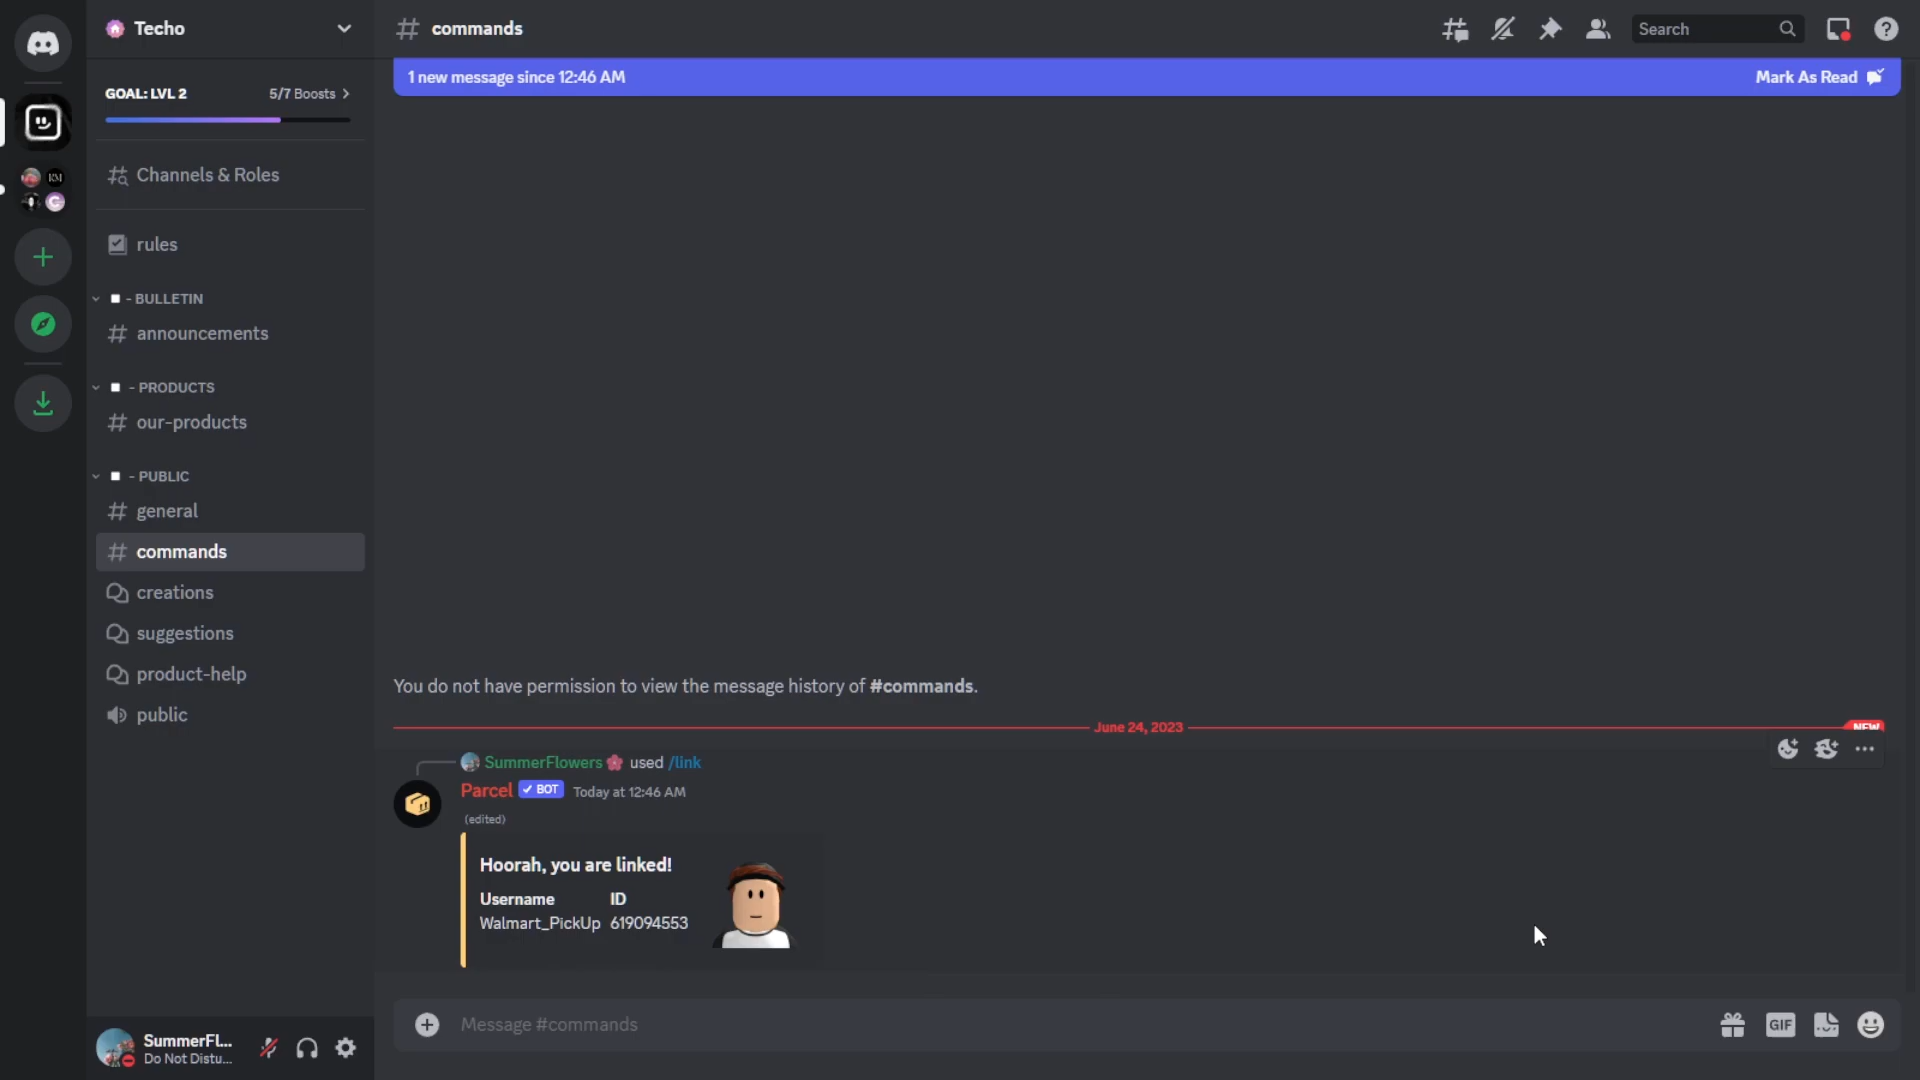 Techo
commands
Search
1 new message since 12:46 AM
Mark As Read
GOAL: LVL 2
5/7 Boosts
Channels & Roles
rules
- BULLETIN
announcements
- PRODUCTS
our-products
- PUBLIC
general
commands
creations
suggestions
product-help
public
SummerFl...
Do Not Distu...
You do not have permission to view the message history of #commands.
June 24, 2023
NEW
SummerFlowers🌸 used /link
Parcel ✓ BOT Today at 12:46 AM
(edited)
Hoorah, you are linked!
Username ID
Walmart_PickUp 619094553
Message #commands
GIF